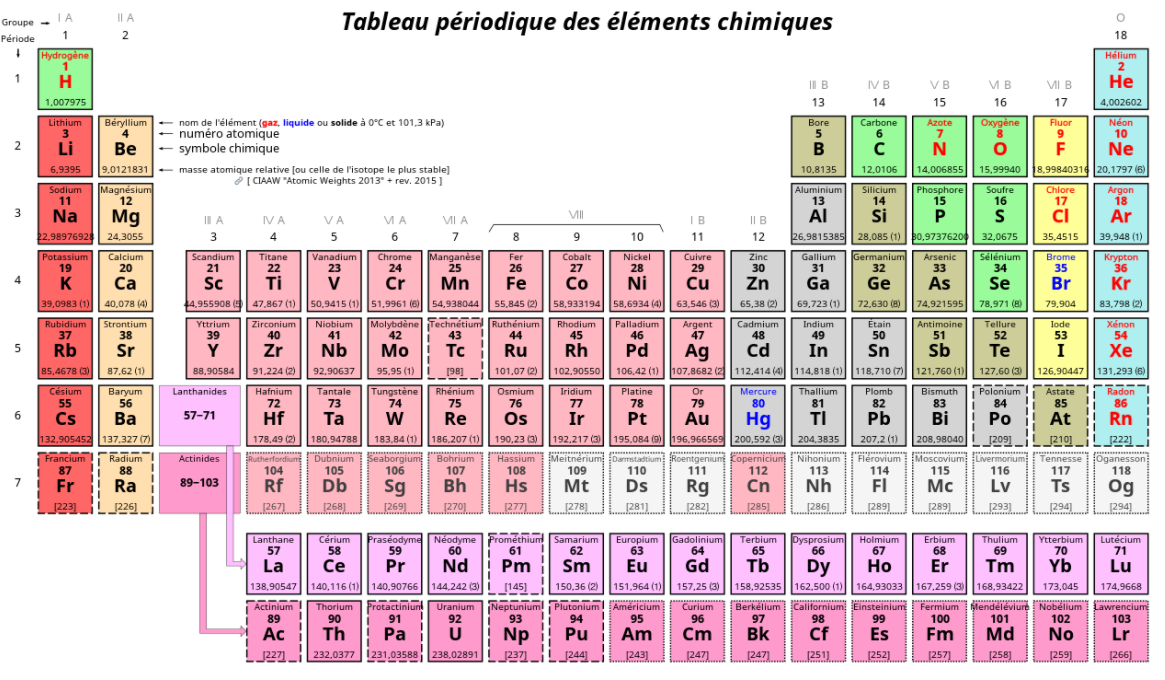 Tableau périodique des éléments chimiques
Groupe I A II A O
1 2 18
Période
Hydrogène Hélium
1 2
1 H He
1,007975 4,002602
III B IV B V B VI B VII B
13 14 15 16 17
nom de l'élément (gaz, liquide ou solide à 0°C et 101,3 kPa)
numéro atomique
symbole chimique
masse atomique relative [ou celle de l'isotope le plus stable]
[ CIAAW "Atomic Weights 2013" + rev. 2015 ]
Lithium Béryllium Bore Carbone Azote Oxygène Fluor Néon
3 4 5 6 7 8 9 10
2 Li Be B C N O F Ne
6,9395 9,0121831 10,8135 12,0106 14,006855 15,99940 18,99840316 20,1797 (6)
Sodium Magnésium Aluminium Silicium Phosphore Soufre Chlore Argon
11 12 13 14 15 16 17 18
3 Na Mg Al Si P S Cl Ar
22,98976928 24,3055 26,9815385 28,085 (1) 30,97376200 32,0675 35,4515 39,948 (1)
III A IV A V A VI A VII A VIII I B II B
3 4 5 6 7 8 9 10 11 12
Potassium Calcium Scandium Titane Vanadium Chrome Manganèse Fer Cobalt Nickel Cuivre Zinc Gallium Germanium Arsenic Sélénium Brome Krypton
19 20 21 22 23 24 25 26 27 28 29 30 31 32 33 34 35 36
4 K Ca Sc Ti V Cr Mn Fe Co Ni Cu Zn Ga Ge As Se Br Kr
39,0983 (1) 40,078 (4) 44,955908 (5) 47,867 (1) 50,9415 (1) 51,9961 (6) 54,938044 55,845 (2) 58,933194 58,6934 (4) 63,546 (3) 65,38 (2) 69,723 (1) 72,630 (8) 74,921595 78,971 (8) 79,904 83,798 (2)
Rubidium Strontium Yttrium Zirconium Niobium Molybdène Technétium Ruthénium Rhodium Palladium Argent Cadmium Indium Étain Antimoine Tellure Iode Xénon
37 38 39 40 41 42 43 44 45 46 47 48 49 50 51 52 53 54
5 Rb Sr Y Zr Nb Mo Tc Ru Rh Pd Ag Cd In Sn Sb Te I Xe
85,4678 (3) 87,62 (1) 88,90584 91,224 (2) 92,90637 95,95 (1) [98] 101,07 (2) 102,90550 106,42 (1) 107,8682 (2) 112,414 (4) 114,818 (1) 118,710 (7) 121,760 (1) 127,60 (3) 126,90447 131,293 (6)
Césium Baryum Lanthanides Hafnium Tantale Tungstène Rhénium Osmium Iridium Platine Or Mercure Thallium Plomb Bismuth Polonium Astate Radon
55 56 72 73 74 75 76 77 78 79 80 81 82 83 84 85 86
6 Cs Ba 57–71 Hf Ta W Re Os Ir Pt Au Hg Tl Pb Bi Po At Rn
132,905452 137,327 (7) 178,49 (2) 180,94788 183,84 (1) 186,207 (1) 190,23 (3) 192,217 (3) 195,084 (9) 196,966569 200,592 (3) 204,3835 207,2 (1) 208,98040 [209] [210] [222]
Francium Radium Actinides Rutherfordium Dubnium Seaborgium Bohrium Hassium Meitnerium Darmstadtium Roentgenium Copernicium Nihonium Flérovium Moscovium Livermorium Tennesse Oganesson
87 88 104 105 106 107 108 109 110 111 112 113 114 115 116 117 118
7 Fr Ra 89–103 Rf Db Sg Bh Hs Mt Ds Rg Cn Nh Fl Mc Lv Ts Og
[223] [226] [267] [268] [269] [270] [277] [278] [281] [282] [285] [286] [289] [289] [293] [294] [294]
Lanthane Cérium Praséodyme Néodyme Prométhium Samarium Europium Gadolinium Terbium Dysprosium Holmium Erbium Thulium Ytterbium Lutécium
57 58 59 60 61 62 63 64 65 66 67 68 69 70 71
La Ce Pr Nd Pm Sm Eu Gd Tb Dy Ho Er Tm Yb Lu
138,90547 140,116 (1) 140,90766 144,242 (3) [145] 150,36 (2) 151,964 (1) 157,25 (3) 158,92535 162,500 (1) 164,93033 167,259 (3) 168,93422 173,045 174,9668
Actinium Thorium Protactinium Uranium Neptunium Plutonium Américium Curium Berkélium Californium Einsteinium Fermium Mendélévium Nobélium Lawrencium
89 90 91 92 93 94 95 96 97 98 99 100 101 102 103
Ac Th Pa U Np Pu Am Cm Bk Cf Es Fm Md No Lr
[227] 232,0377 231,03588 238,02891 [237] [244] [243] [247] [247] [251] [252] [257] [258] [259] [266]